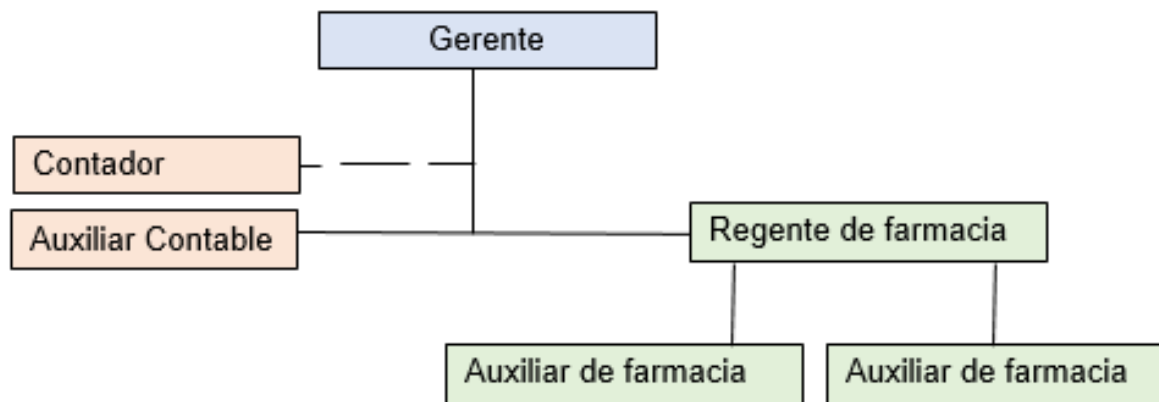 Gerente
Contador
Auxiliar Contable
Regente de farmacia
Auxiliar de farmacia
Auxiliar de farmacia